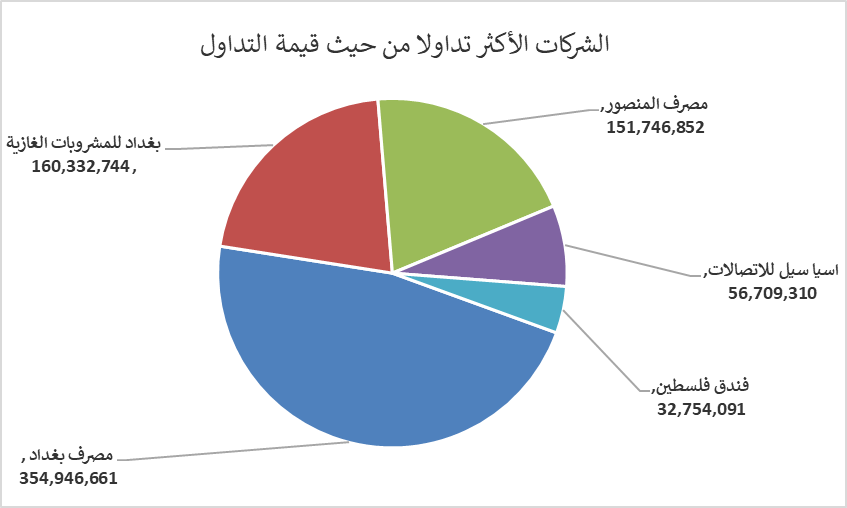 الشركات الأكثر تداولا من حيث قيمة التداول
مصرف المنصور,
151,746,852
بغداد للمشروبات الغازية
160,332,744 ,
اسيا سيل للاتصالات,
56,709,310
فندق فلسطين,
32,754,091
مصرف بغداد ,
354,946,661